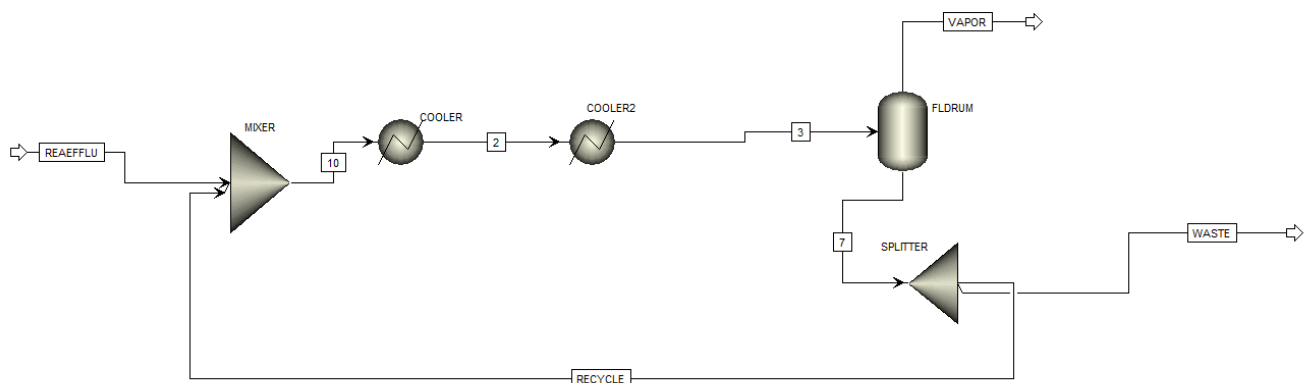 VAPOR
FLDRUM
COOLER2
COOLER
MIXER
REAEFFLU
10
2
3
7
SPLITTER
WASTE
RECYCLE